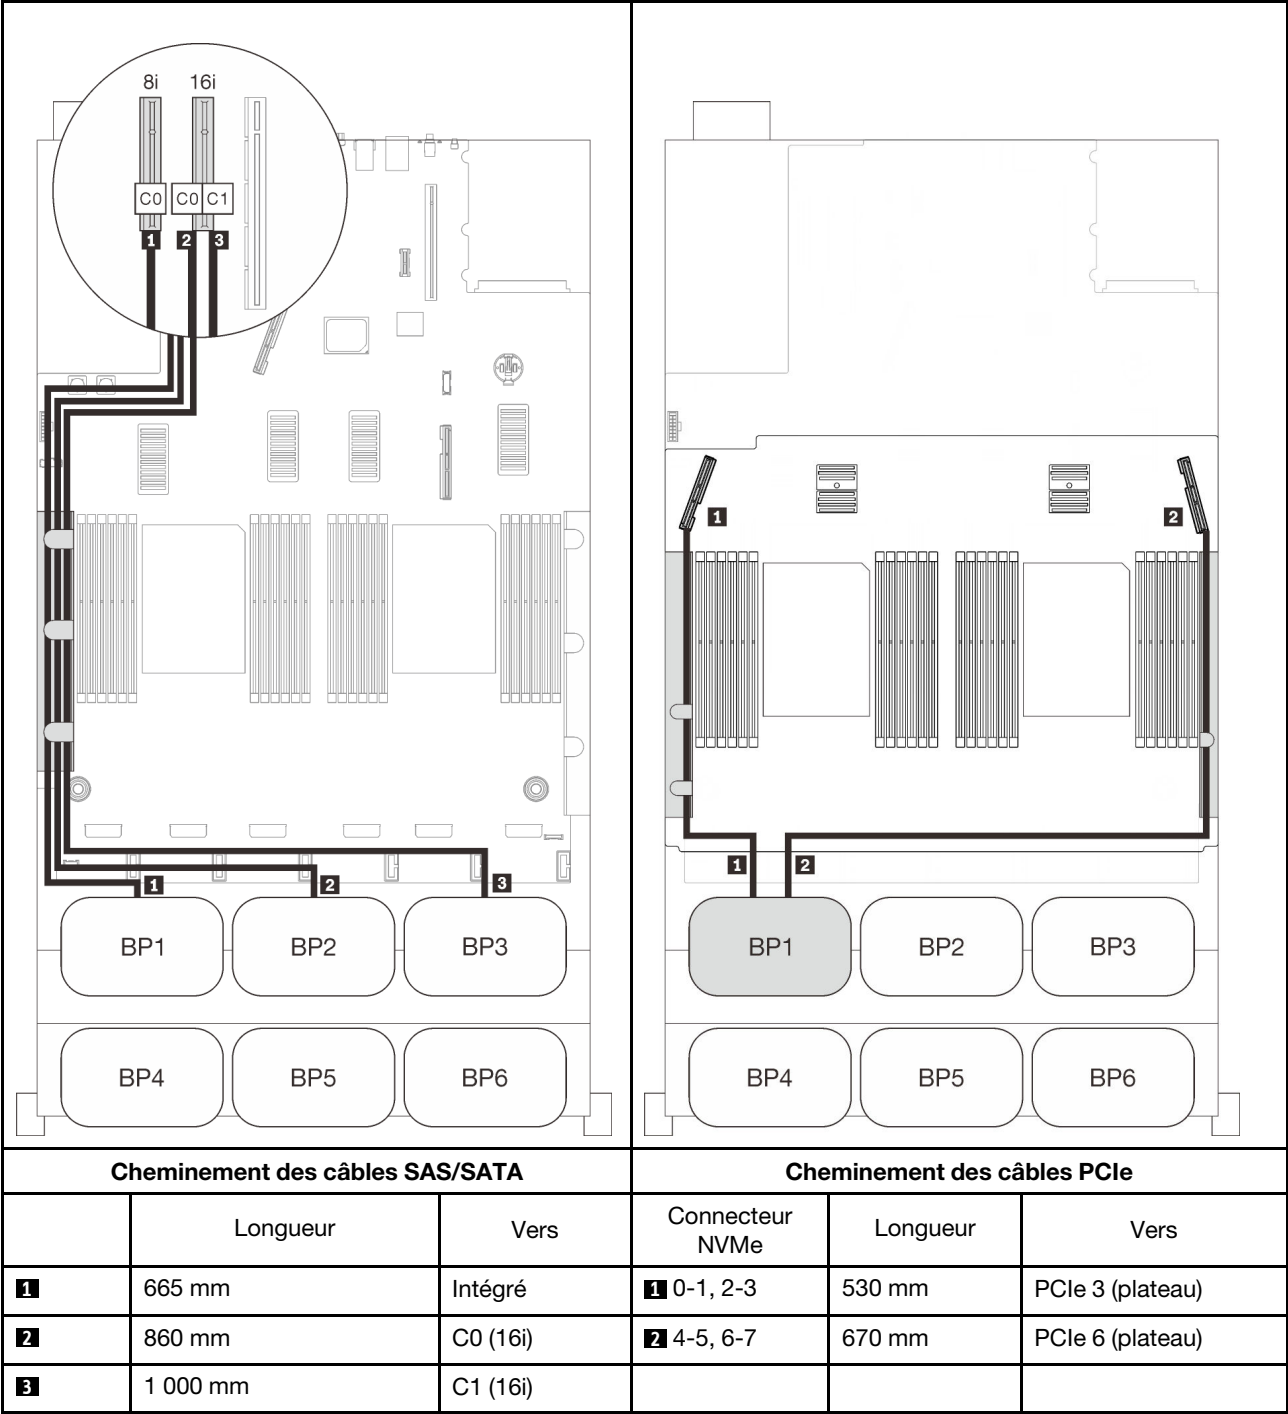 8i 16i
C0 C0 C1
1 2 3
1 2 3
BP1 BP2 BP3
BP4 BP5 BP6
1 2
1 2
BP1 BP2 BP3
BP4 BP5 BP6
Cheminement des câbles SAS/SATA
Longueur Vers
1 665 mm Intégré
2 860 mm C0 (16i)
3 1 000 mm C1 (16i)
Cheminement des câbles PCIe
Connecteur
NVMe Longueur Vers
1 0-1, 2-3 530 mm PCIe 3 (plateau)
2 4-5, 6-7 670 mm PCIe 6 (plateau)